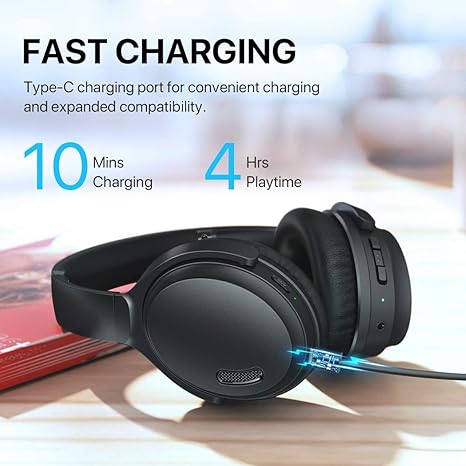 FAST CHARGING
Type-C charging port for convenient charging
and expanded compatibility.
10 Mins
Charging
4 Hrs
Playtime